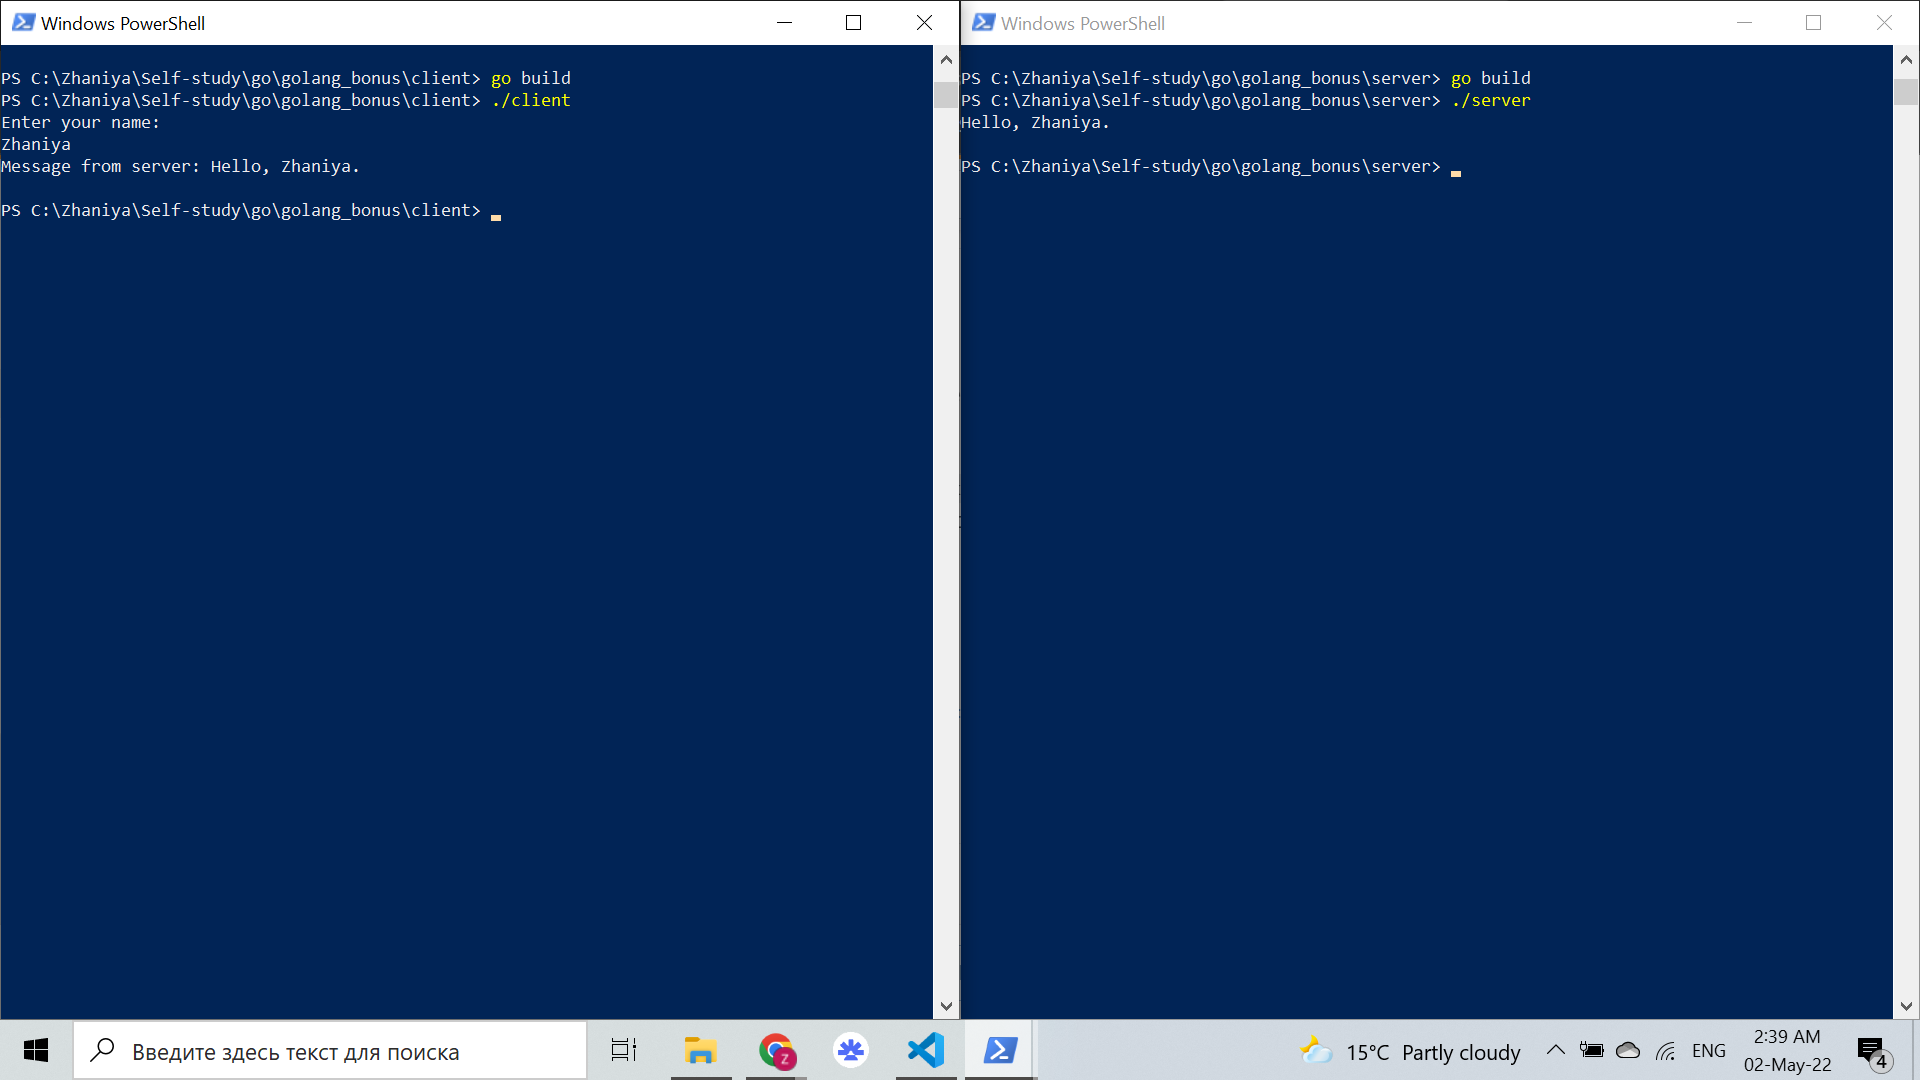 Windows PowerShell
PS C:\Zhaniya\Self-study\go\golang_bonus\client> go build
PS C:\Zhaniya\Self-study\go\golang_bonus\client> ./client
Enter your name:
Zhaniya
Message from server: Hello, Zhaniya.
PS C:\Zhaniya\Self-study\go\golang_bonus\client>
Windows PowerShell
PS C:\Zhaniya\Self-study\go\golang_bonus\server> go build
PS C:\Zhaniya\Self-study\go\golang_bonus\server> ./server
Hello, Zhaniya.
PS C:\Zhaniya\Self-study\go\golang_bonus\server>
Введите здесь текст для поиска
Z
15°C Partly cloudy
ENG
2:39 AM
02-May-22
4